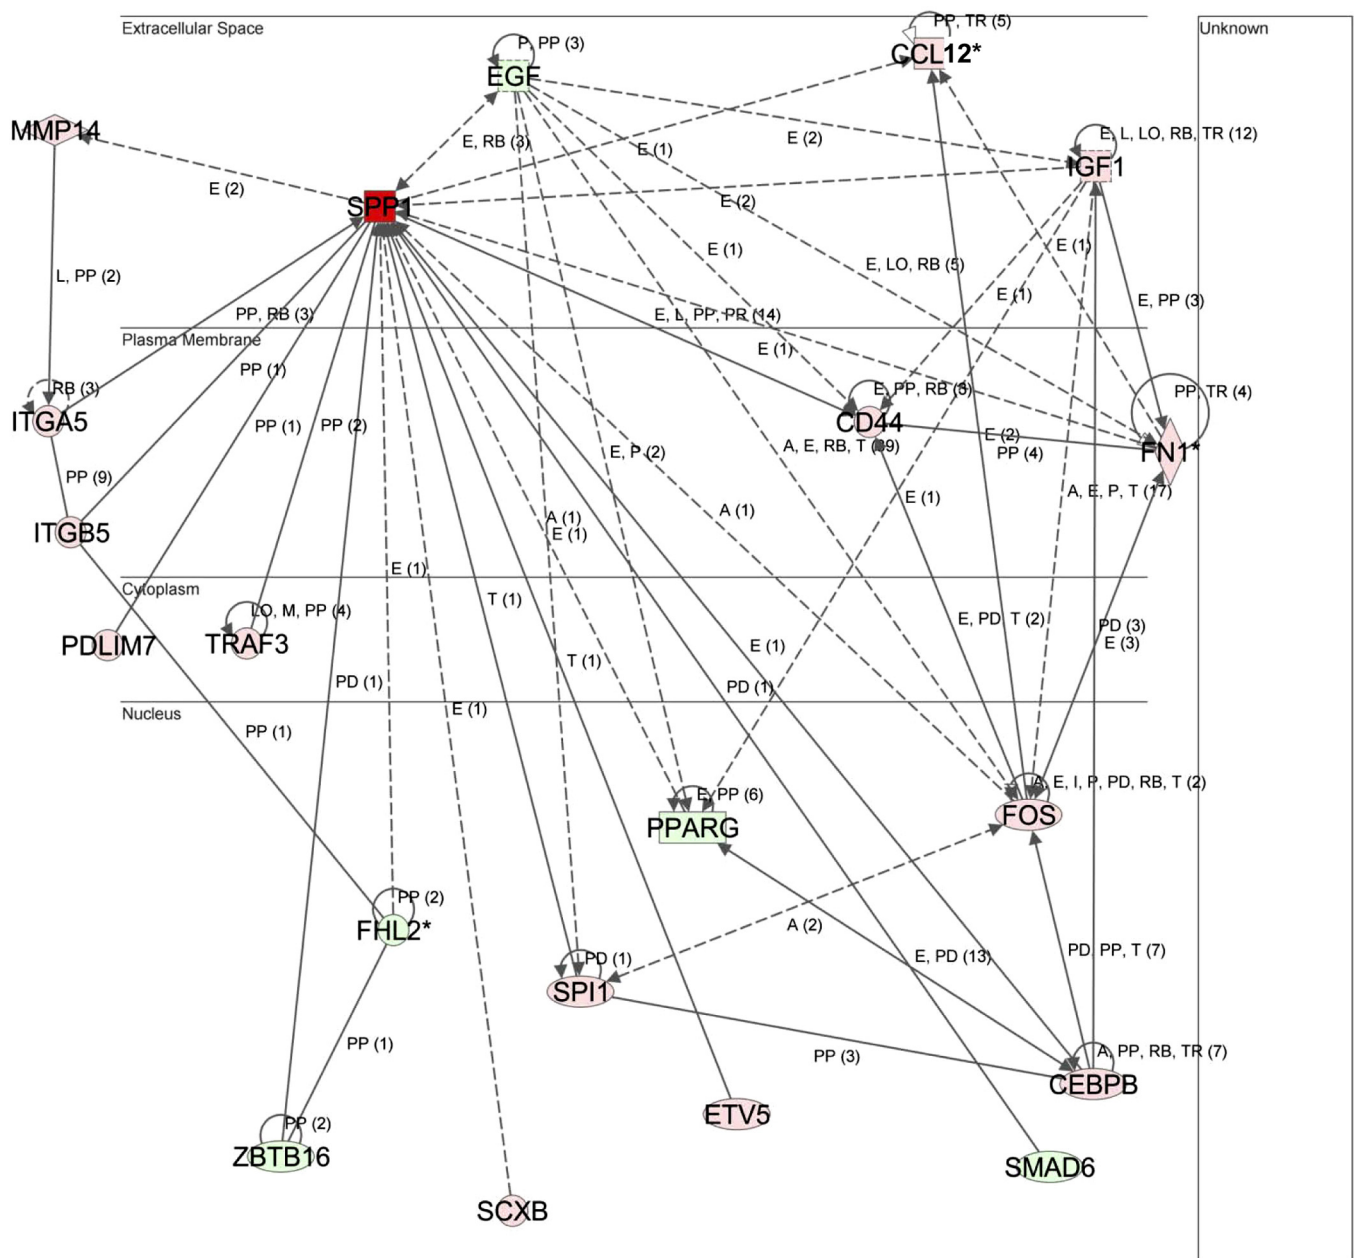 PP, TR (5)
Extracellular Space
Unknown
P, PP (3)
CCL12*
EGF
MMP14
E, L, LO, RB, TR (12)
E, RB (3)
E (1)
E (2)
IGF1
E (2)
SPP1
E (2)
E (1)
E (1)
E, LO, RB (5)
L, PP (2)
E (1)
E, PP (3)
PP, RB (3)
E, L, PP, PR (14)
Plasma Membrane
E (1)
PP (1)
RB (3)
E, PP, RB (3)
PP, TR (4)
ITGA5
PP (1)
PP (2)
CD44
E (2)
A, E, RB, T
FN1*
E, P (2)
PP (4)
PP (9)
A, E, P, T (17)
E (1)
A (1)
A (1)
ITGB5
E (1)
E (1)
Cytoplasm
T (1)
LO, M, PP (4)
E, PD, T (2)
PD (3)
PDLIM7
TRAF3
E (1)
E (3)
T (1)
PD (1)
PD (1)
Nucleus
E (1)
PP (1)
A, E, I, P, PD, RB, T (2)
E, PP (6)
FOS
PPARG
PP (2)
FHL2*
A (2)
PD (1)
E, PD (13)
PD, PP, T (7)
SPI1
PP (1)
PP (3)
A, PP, RB, TR (7)
CEBPB
ETV5
PP (2)
ZBTB16
SMAD6
SCXB